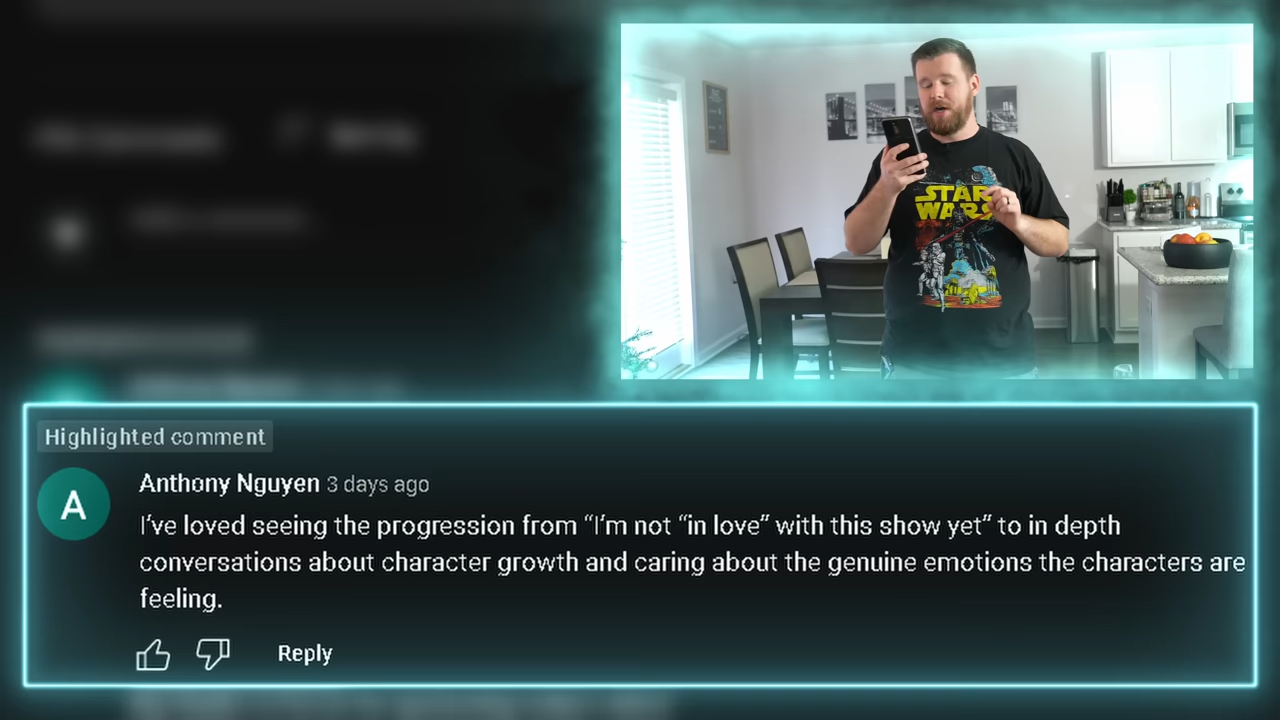 STAR
WARS
Highlighted comment
A
Anthony Nguyen 3 days ago
I've loved seeing the progression from “I'm not “in love” with this show yet” to in depth
conversations about character growth and caring about the genuine emotions the characters are
feeling.
Reply